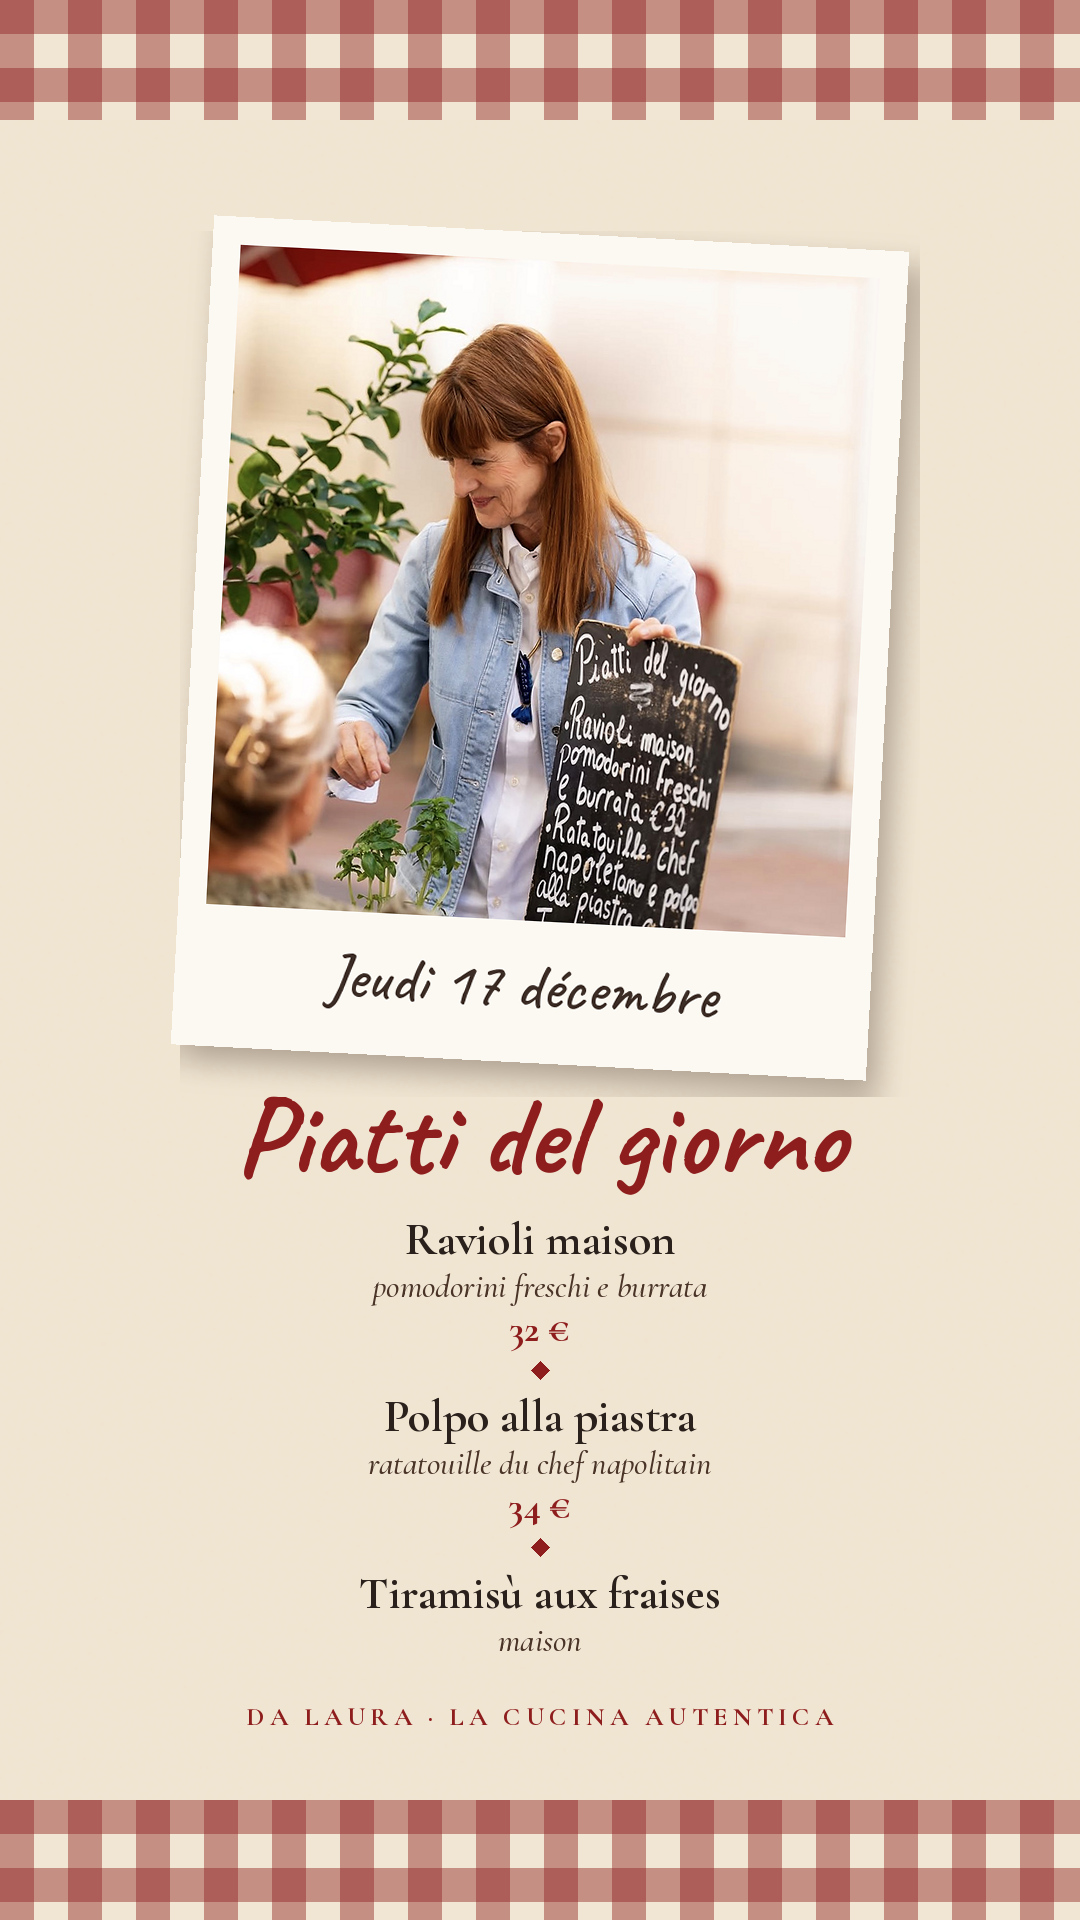 Piatti del giorno
•Ravioli maison
pomodorini freschi
e burrata €32
•Ratatouille chef
napoletano e polpo
alla piastra
Jeudi 17 décembre
Piatti del giorno
Ravioli maison
pomodorini freschi e burrata
32 €
Polpo alla piastra
ratatouille du chef napolitain
34 €
Tiramisù aux fraises
maison
DA LAURA · LA CUCINA AUTENTICA